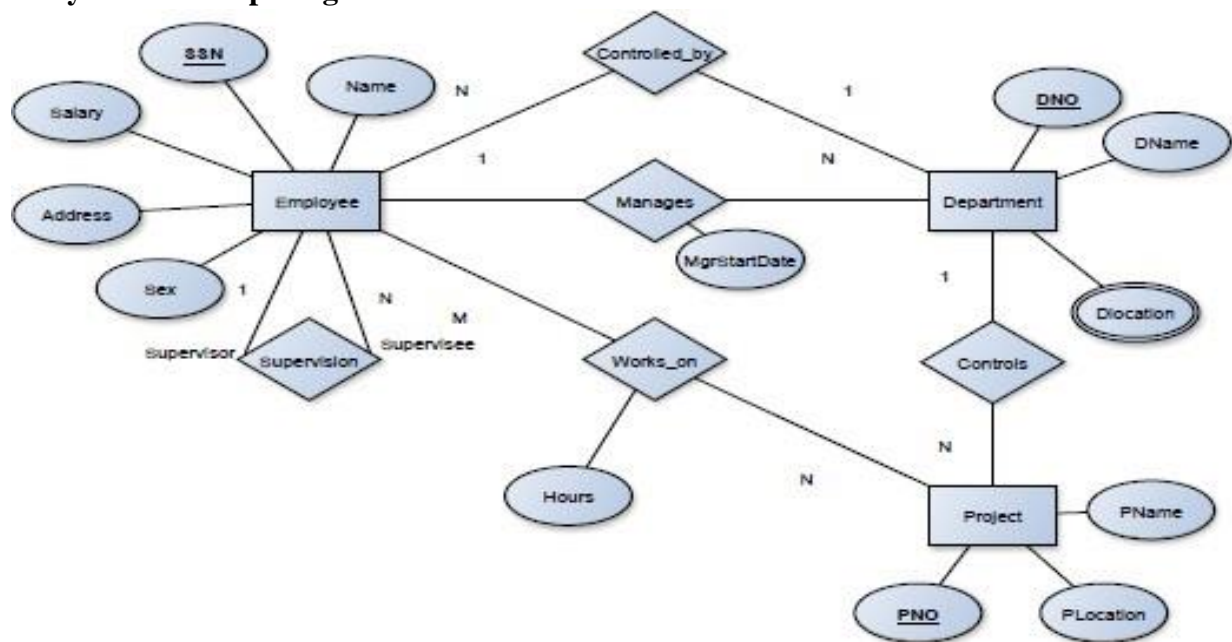 SSN
Controlled_by
Name
N
DNO
Salary
1
DName
1
N
Employee
Manages
Department
Address
MgrStartDate
Sex
1
N
1
M
Dlocation
Supervisor
Supervision
Supervisee
Works_on
Controls
N
N
Hours
Project
PName
PNO
PLocation